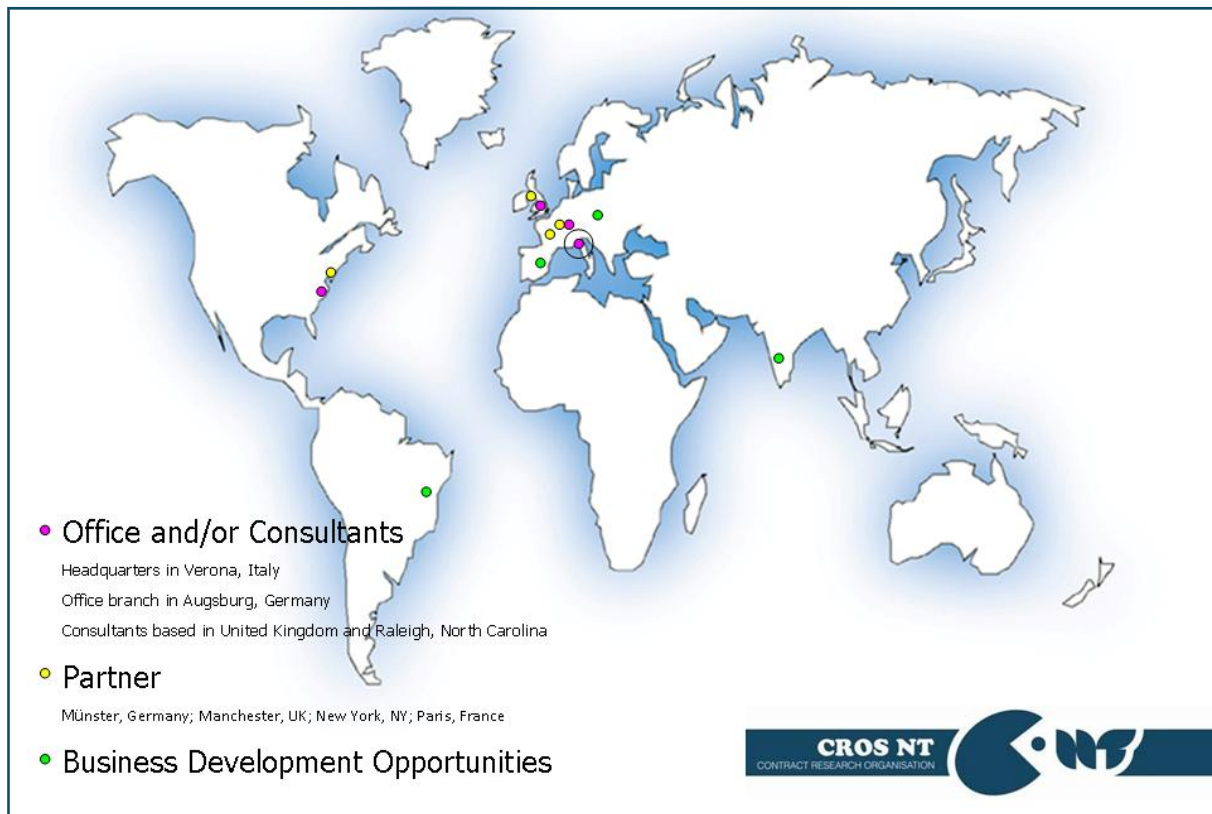 Office and/or Consultants
Headquarters in Verona, Italy
Office branch in Augsburg, Germany
Consultants based in United Kingdom and Raleigh, North Carolina
Partner
Münster, Germany; Manchester, UK; New York, NY; Paris, France
Business Development Opportunities
CROS NT
CONTRACT RESEARCH ORGANISATION
NT